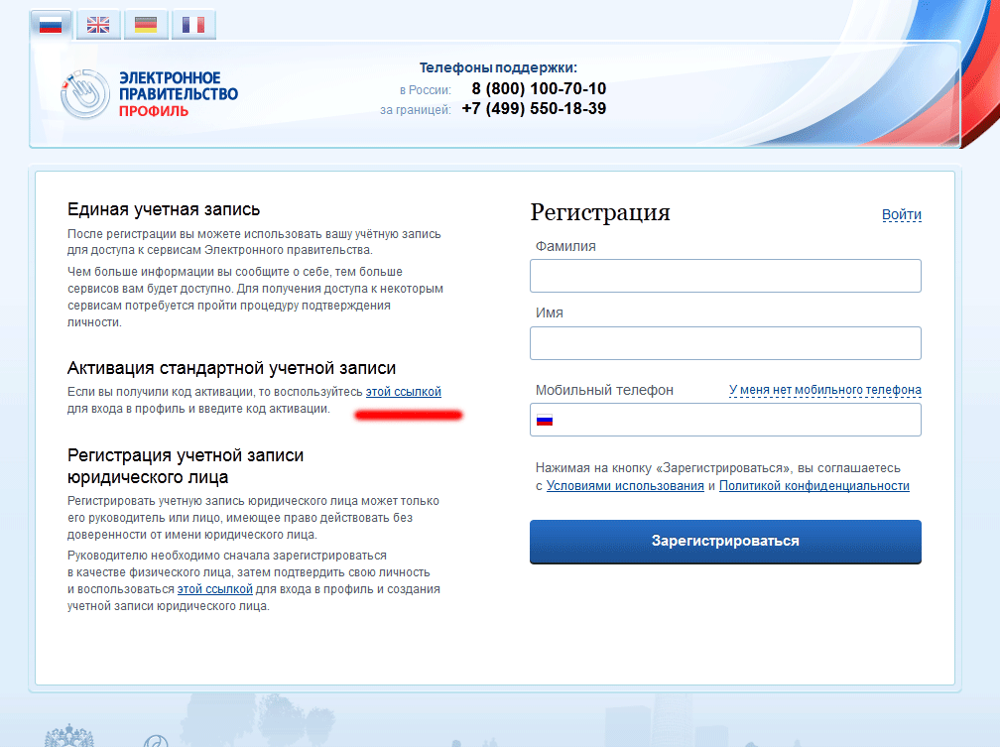 ЭЛЕКТРОННОЕ
ПРАВИТЕЛЬСТВО
ПРОФИЛЬ
Телефоны поддержки:
в России: 8 (800) 100-70-10
за границей: +7 (499) 550-18-39
Единая учетная запись
После регистрации вы можете использовать вашу учётную запись
для доступа к сервисам Электронного правительства.
Чем больше информации вы сообщите о себе, тем больше
сервисов вам будет доступно. Для получения доступа к некоторым
сервисам потребуется пройти процедуру подтверждения
личности.
Активация стандартной учетной записи
Если вы получили код активации, то воспользуйтесь этой ссылкой
для входа в профиль и введите код активации.
Регистрация учетной записи
юридического лица
Регистрировать учетную запись юридического лица может только
его руководитель или лицо, имеющее право действовать без
доверенности от имени юридического лица.
Руководителю необходимо сначала зарегистрироваться
в качестве физического лица, затем подтвердить свою личность
и воспользоваться этой ссылкой для входа в профиль и создания
учетной записи юридического лица.
Регистрация
Войти
Фамилия
Имя
Мобильный телефон
У меня нет мобильного телефона
Нажимая на кнопку «Зарегистрироваться», вы соглашаетесь
с Условиями использования и Политикой конфиденциальности
Зарегистрироваться